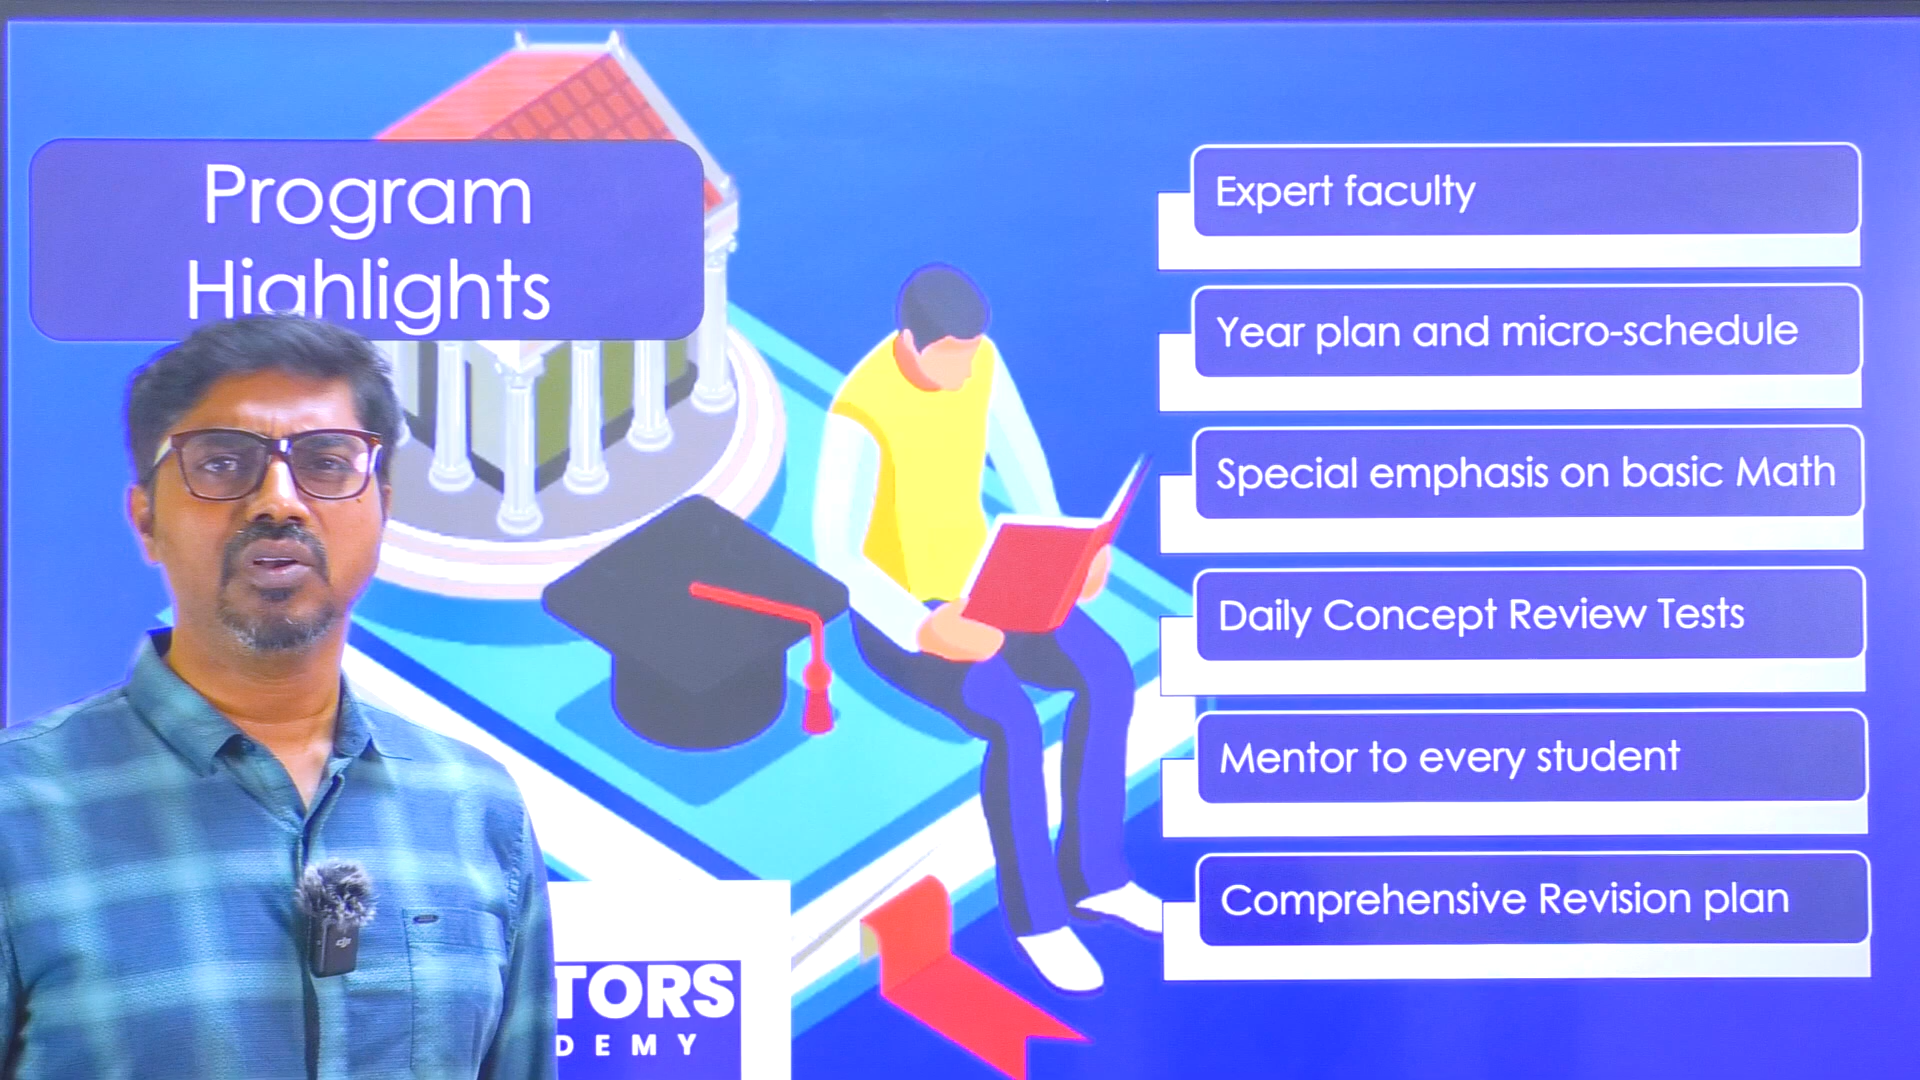 Program
Highlights
Expert faculty
Year plan and micro-schedule
Special emphasis on basic Math
Daily Concept Review Tests
Mentor to every student
Comprehensive Revision plan
TORS
DEMY
dji